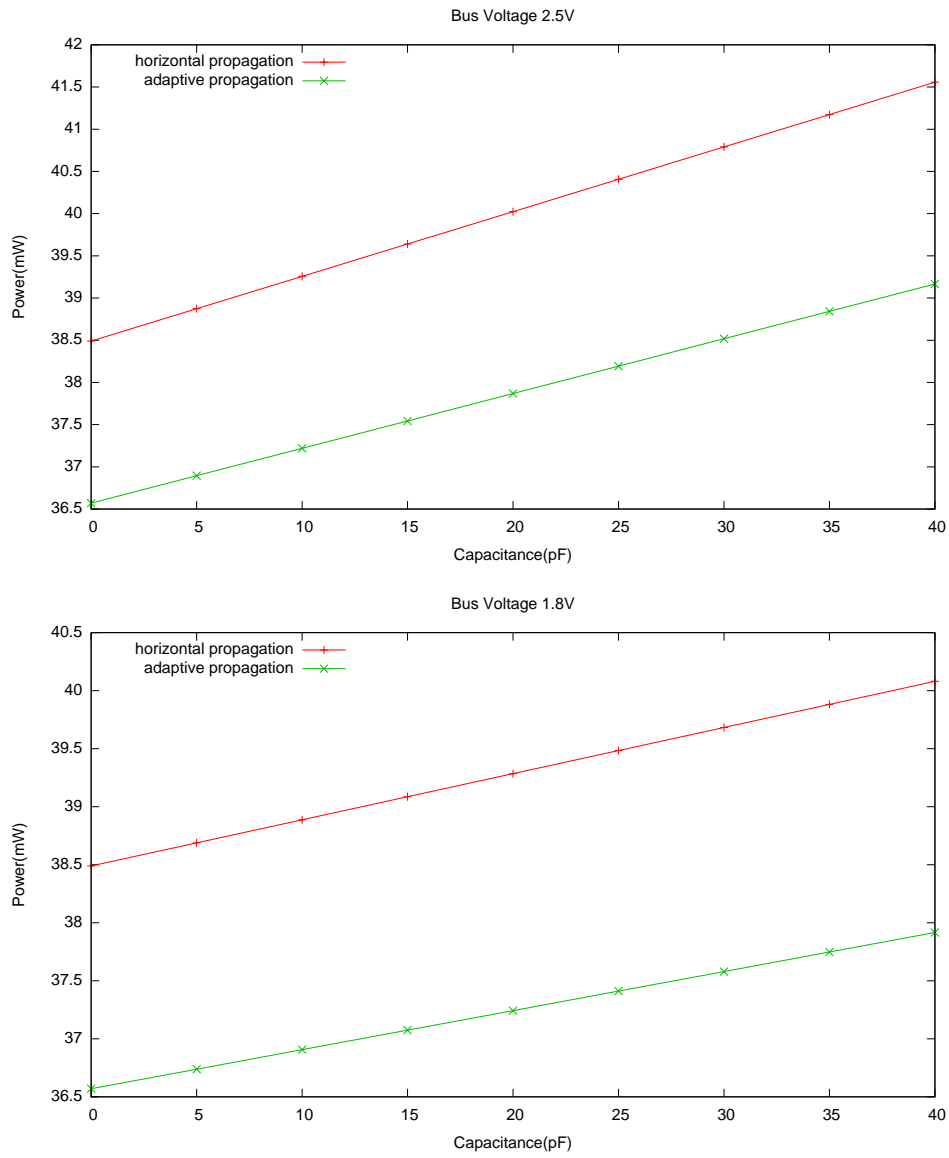 Bus Voltage 2.5V
42
horizontal propagation
adaptive propagation
41.5
41
40.5
40
39.5
39
38.5
38
37.5
37
36.5
Power(mW)
0 5 10 15 20 25 30 35 40
Capacitance(pF)
Bus Voltage 1.8V
40.5
horizontal propagation
adaptive propagation
40
39.5
39
38.5
38
37.5
37
36.5
Power(mW)
0 5 10 15 20 25 30 35 40
Capacitance(pF)